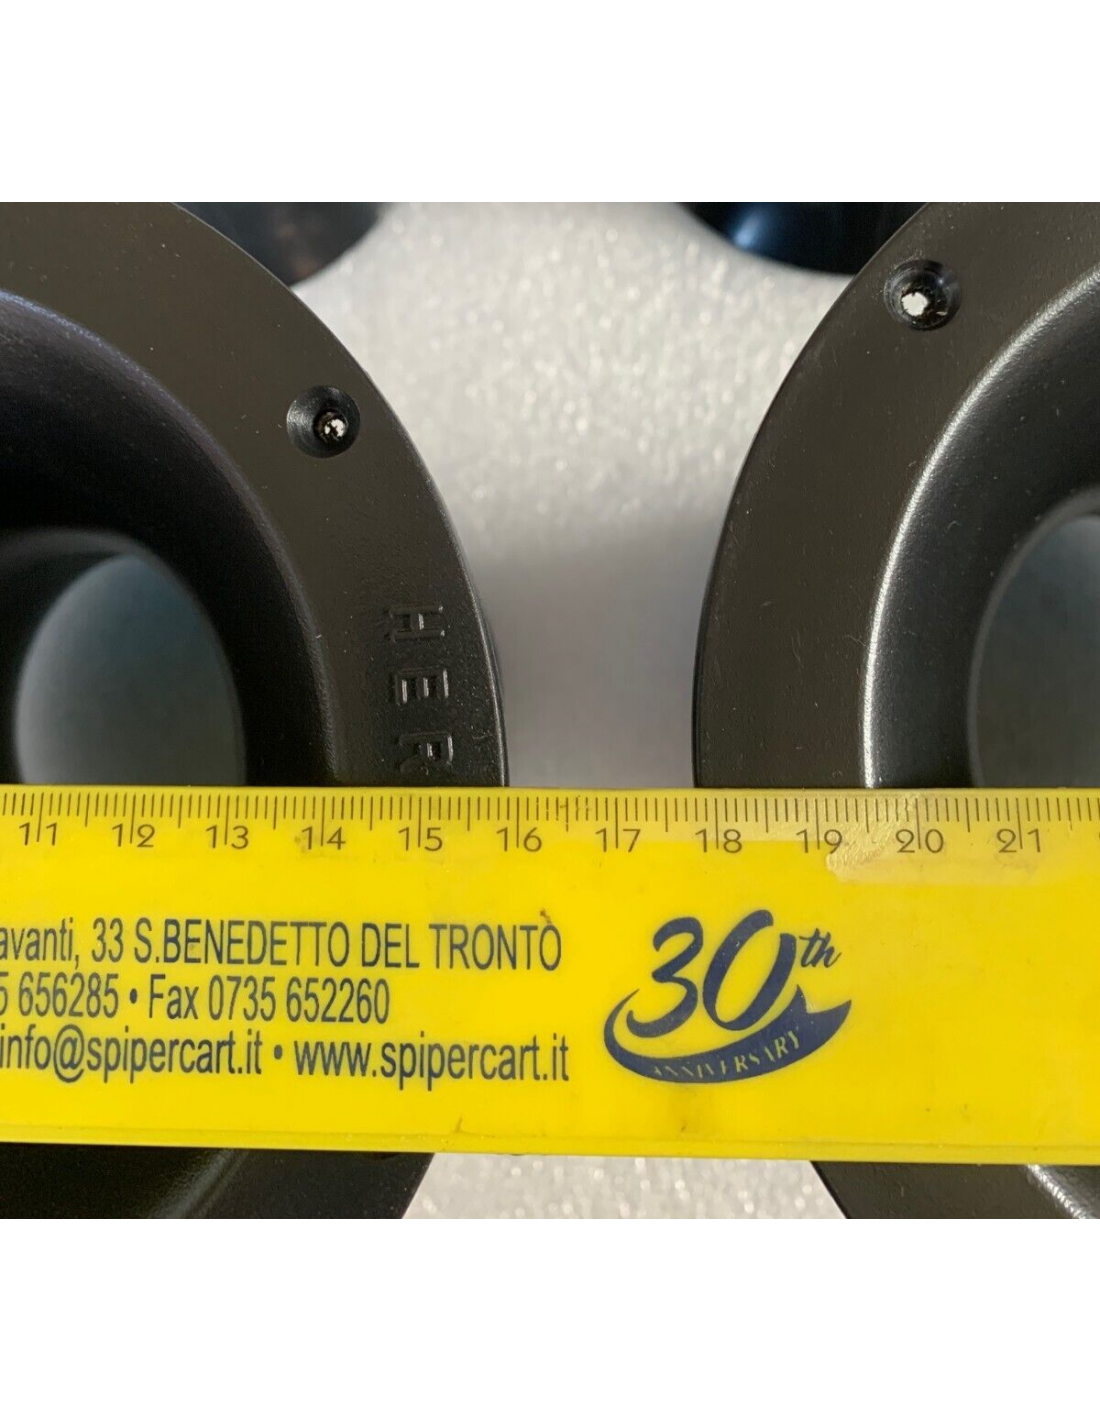 HER
11 12 13 14 15 16 17 18 19 20 21
avanti, 33 S.BENEDETTO DEL TRONTO
5 656285 • Fax 0735 652260
info@spipercart.it • www.spipercart.it
30th
ANNIVERSARY